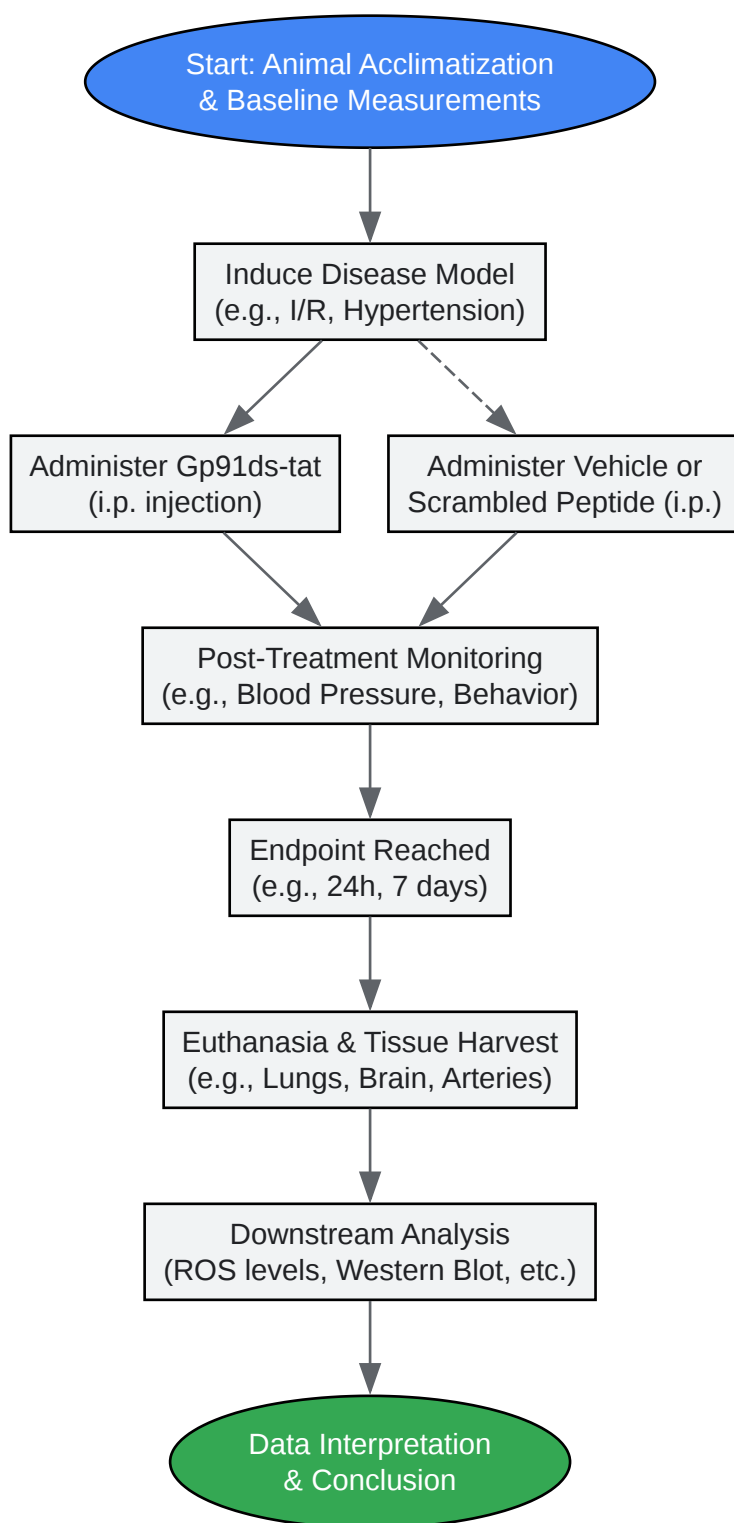 Start: Animal Acclimatization
& Baseline Measurements
Induce Disease Model
(e.g., I/R, Hypertension)
Administer Gp91ds-tat
(i.p. injection)
Administer Vehicle or
Scrambled Peptide (i.p.)
Post-Treatment Monitoring
(e.g., Blood Pressure, Behavior)
Endpoint Reached
(e.g., 24h, 7 days)
Euthanasia & Tissue Harvest
(e.g., Lungs, Brain, Arteries)
Downstream Analysis
(ROS levels, Western Blot, etc.)
Data Interpretation
& Conclusion